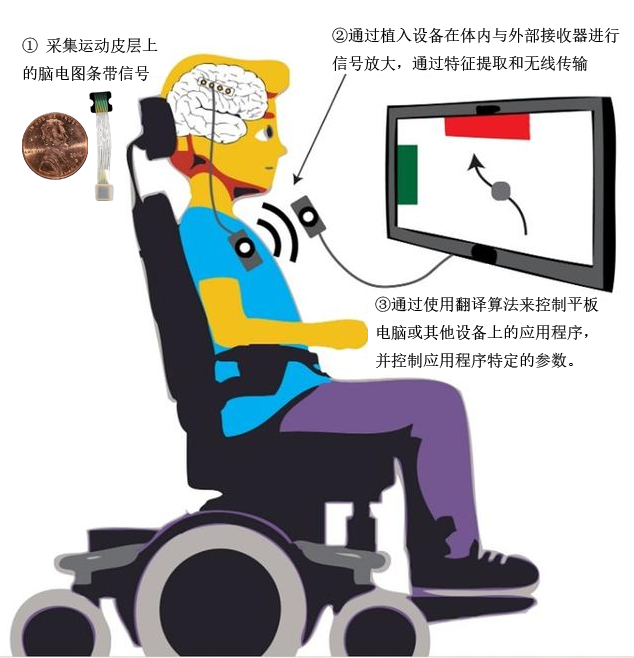 ① 采集运动皮层上
的脑电图条带信号
②通过植入设备在体内与外部接收器进行
信号放大，通过特征提取和无线传输
③通过使用翻译算法来控制平板
电脑或其他设备上的应用程序，
并控制应用程序特定的参数。